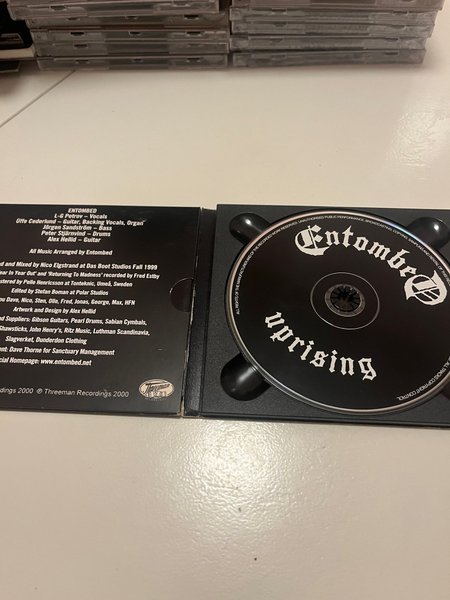 ENTOMBED
L-G Petrov – Vocals
Uffe Cederlund – Guitar, Backing Vocals, Organ
Jörgen Sandström – Bass
Peter Stjärnvind – Drums
Alex Hellid – Guitar
All Music Arranged by Entombed
d and Mixed by Nico Elgstrand at Das Boot Studios Fall 1999
ear In Year Out' and 'Returning To Madness' recorded by Fred Estby
stered by Pelle Henricsson at Tonteknik, Umeå, Sweden
Edited by Stefan Boman at Polar Studios
Dave, Nico, Sten, Olle, Fred, Jonas, George, Max, HFN
Artwork and Design by Alex Hellid
nd Suppliers: Gibson Guitars, Pearl Drums, Sabian Cymbals,
Shawsticks, John Henry's, Ritz Music, Luthman Scandinavia,
Slagverket, Dunderdon Clothing
nt: Dave Thorne for Sanctuary Management
cial Homepage: www.entombed.net
rdings 2000 ℗ Threeman Recordings 2000
Threeman
Entombed
uprising